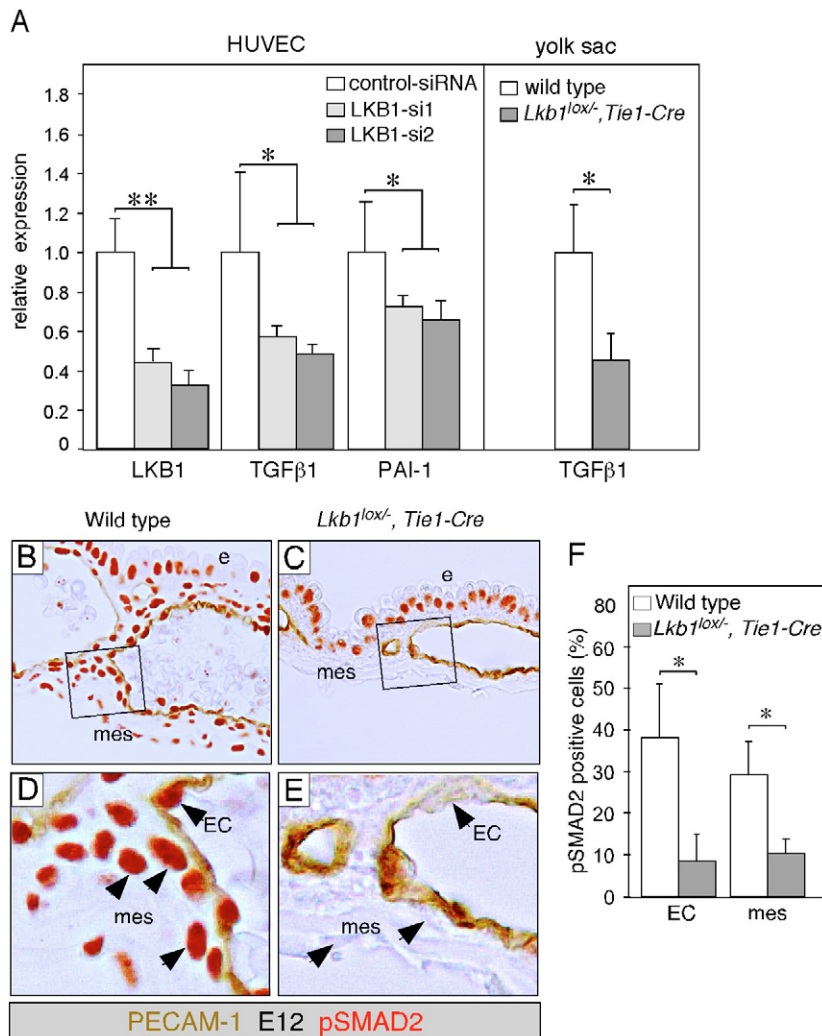 A
HUVEC
yolk sac
control-siRNA
LKB1-si1
LKB1-si2
wild type
Lkb1lox/-,Tie1-Cre
relative expression
1.8
1.6
1.4
1.2
1.0
0.8
0.6
0.4
0.2
0
**
*
*
*
LKB1
TGFβ1
PAI-1
TGFβ1
Wild type
Lkb1lox/-, Tie1-Cre
B
e
mes
C
e
mes
D
EC
mes
E
EC
mes
PECAM-1 E12 pSMAD2
F
Wild type
Lkb1lox/-, Tie1-Cre
pSMAD2 positive cells (%)
80
60
50
40
30
20
10
0
*
*
EC
mes